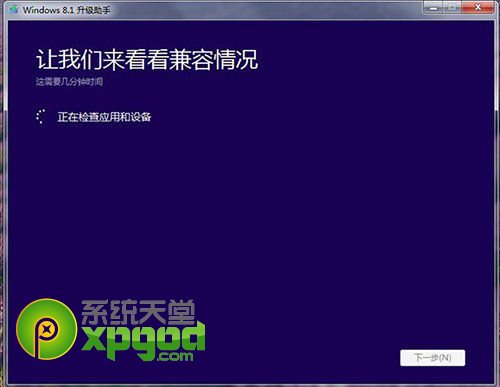 Windows 8.1 升级助手
让我们来看看兼容情况
这需要几分钟时间
正在检查应用和设备
系统天堂
xpgod.com
下一步(N)